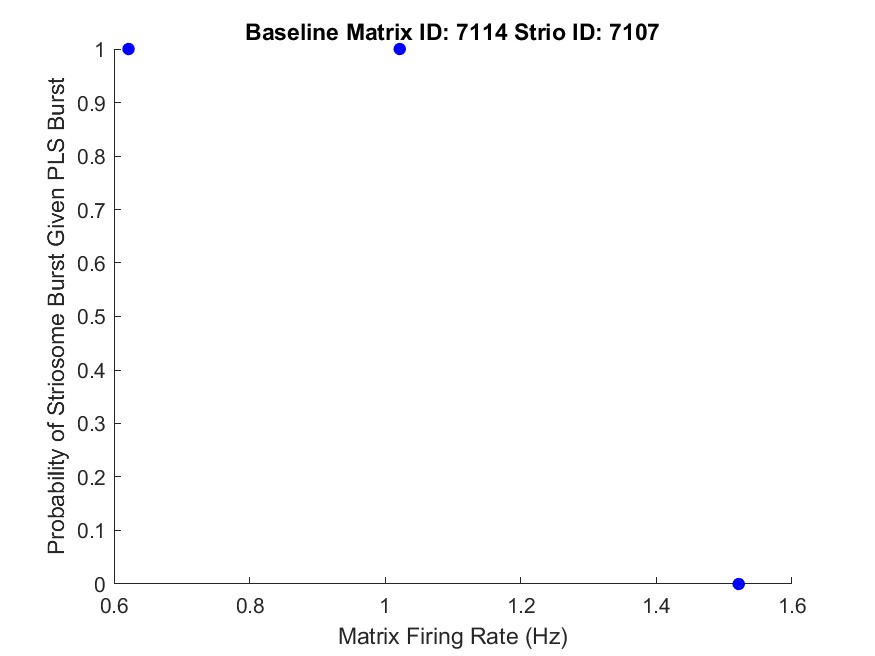 Baseline Matrix ID: 7114 Strio ID: 7107
Probability of Striosome Burst Given PLS Burst
1
0.9
0.8
0.7
0.6
0.5
0.4
0.3
0.2
0.1
0
0.6 0.8 1 1.2 1.4 1.6
Matrix Firing Rate (Hz)